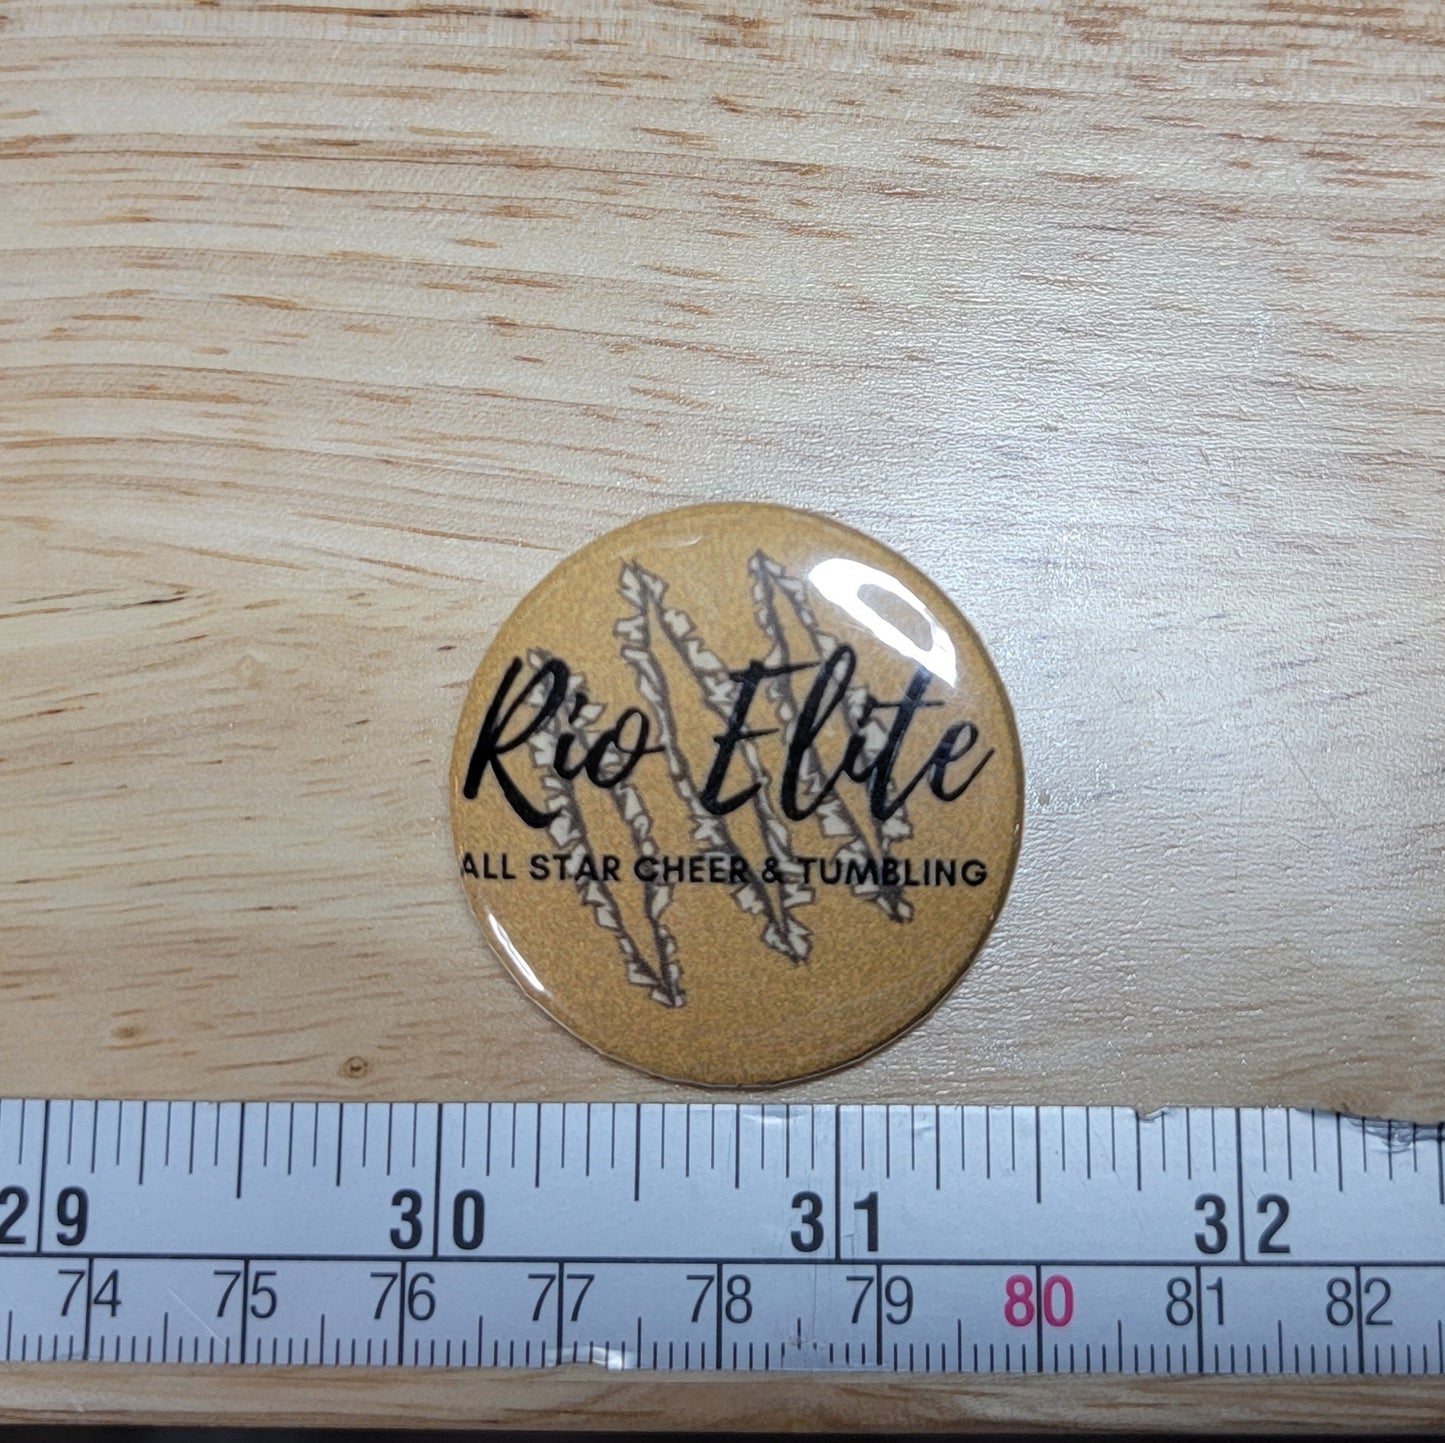 Rio Elite
ALL STAR CHEER & TUMBLING
29 30 31 32
74 75 76 77 78 79 80 81 82